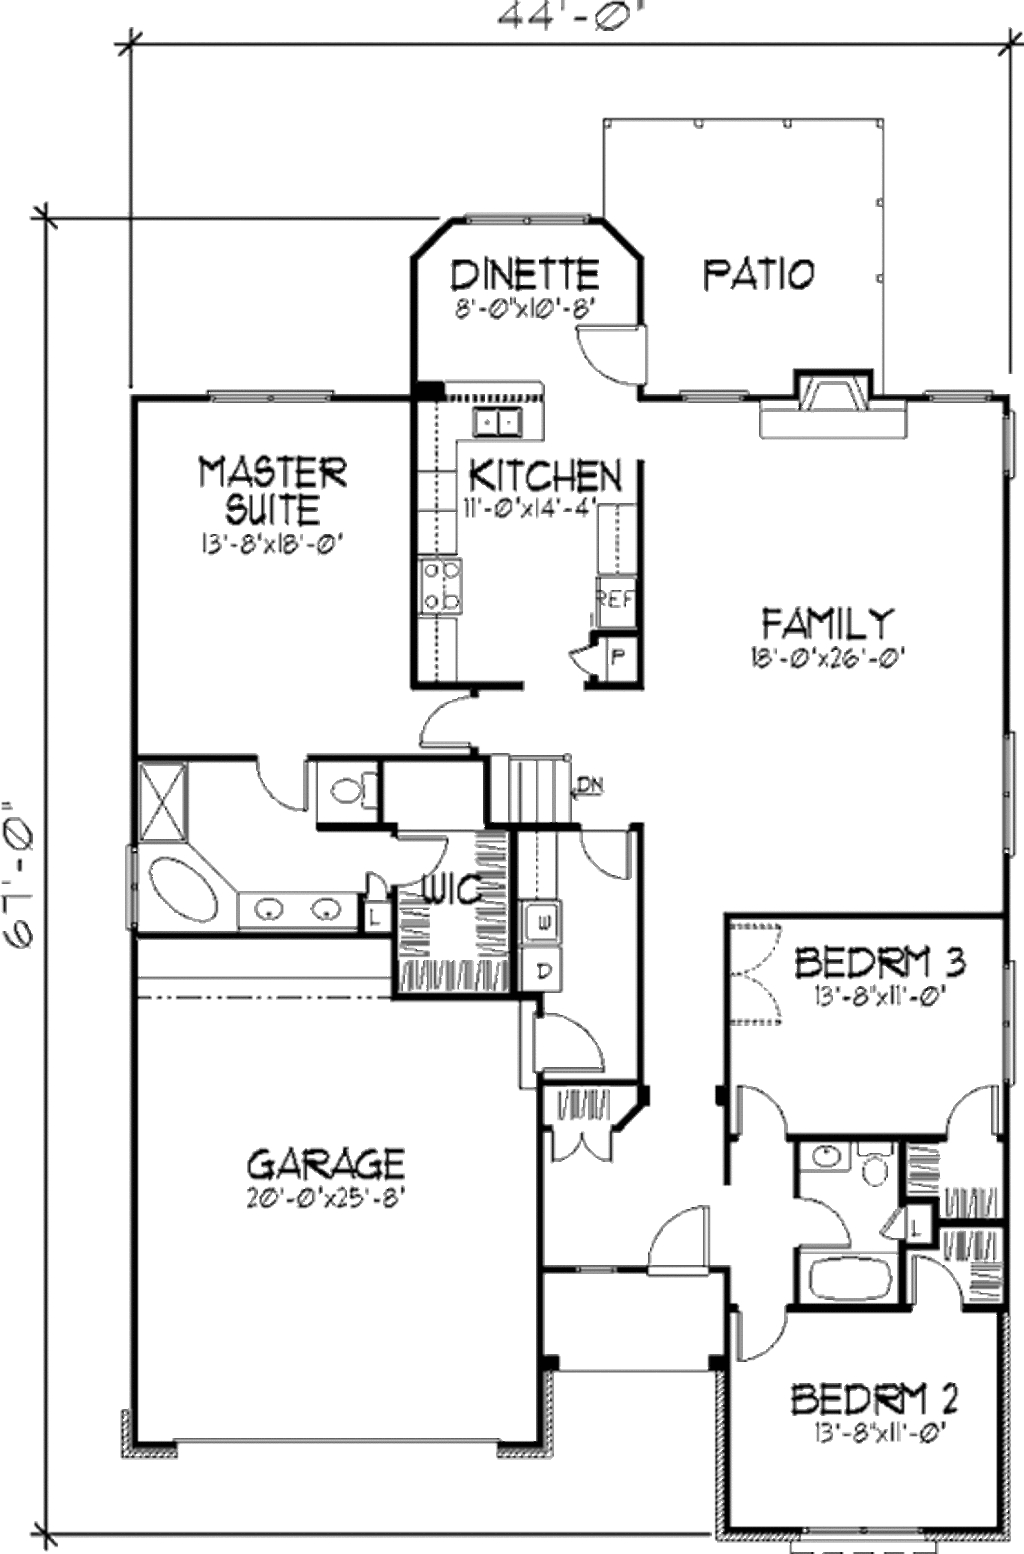 44'-0"
DINETTE
8'-0"x10'-8'
PATIO
MASTER
SUITE
13'-8'x18'-0'
KITCHEN
11'-0'x14'-4'
REF
P
FAMILY
18'-0'x26'-0'
DN
67'-0"
WIC
L
W
D
BEDRM 3
13'-8"x11'-0'
GARAGE
20'-0'x25'-8'
L
BEDRM 2
13'-8"x11'-0'